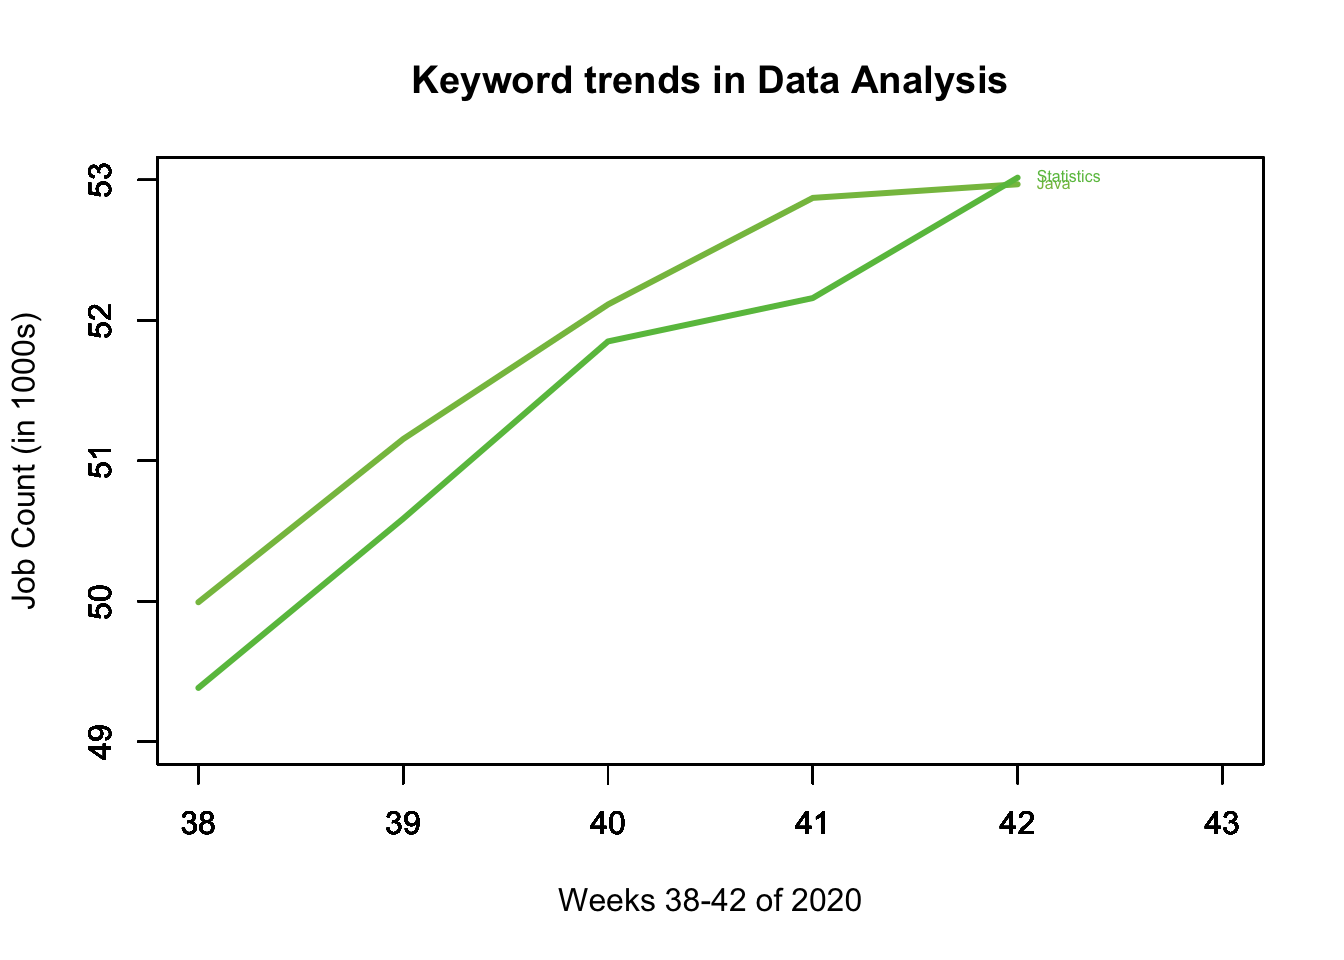 Keyword trends in Data Analysis
53
52
51
50
49
Job Count (in 1000s)
Statistics
Java
38 39 40 41 42 43
Weeks 38-42 of 2020